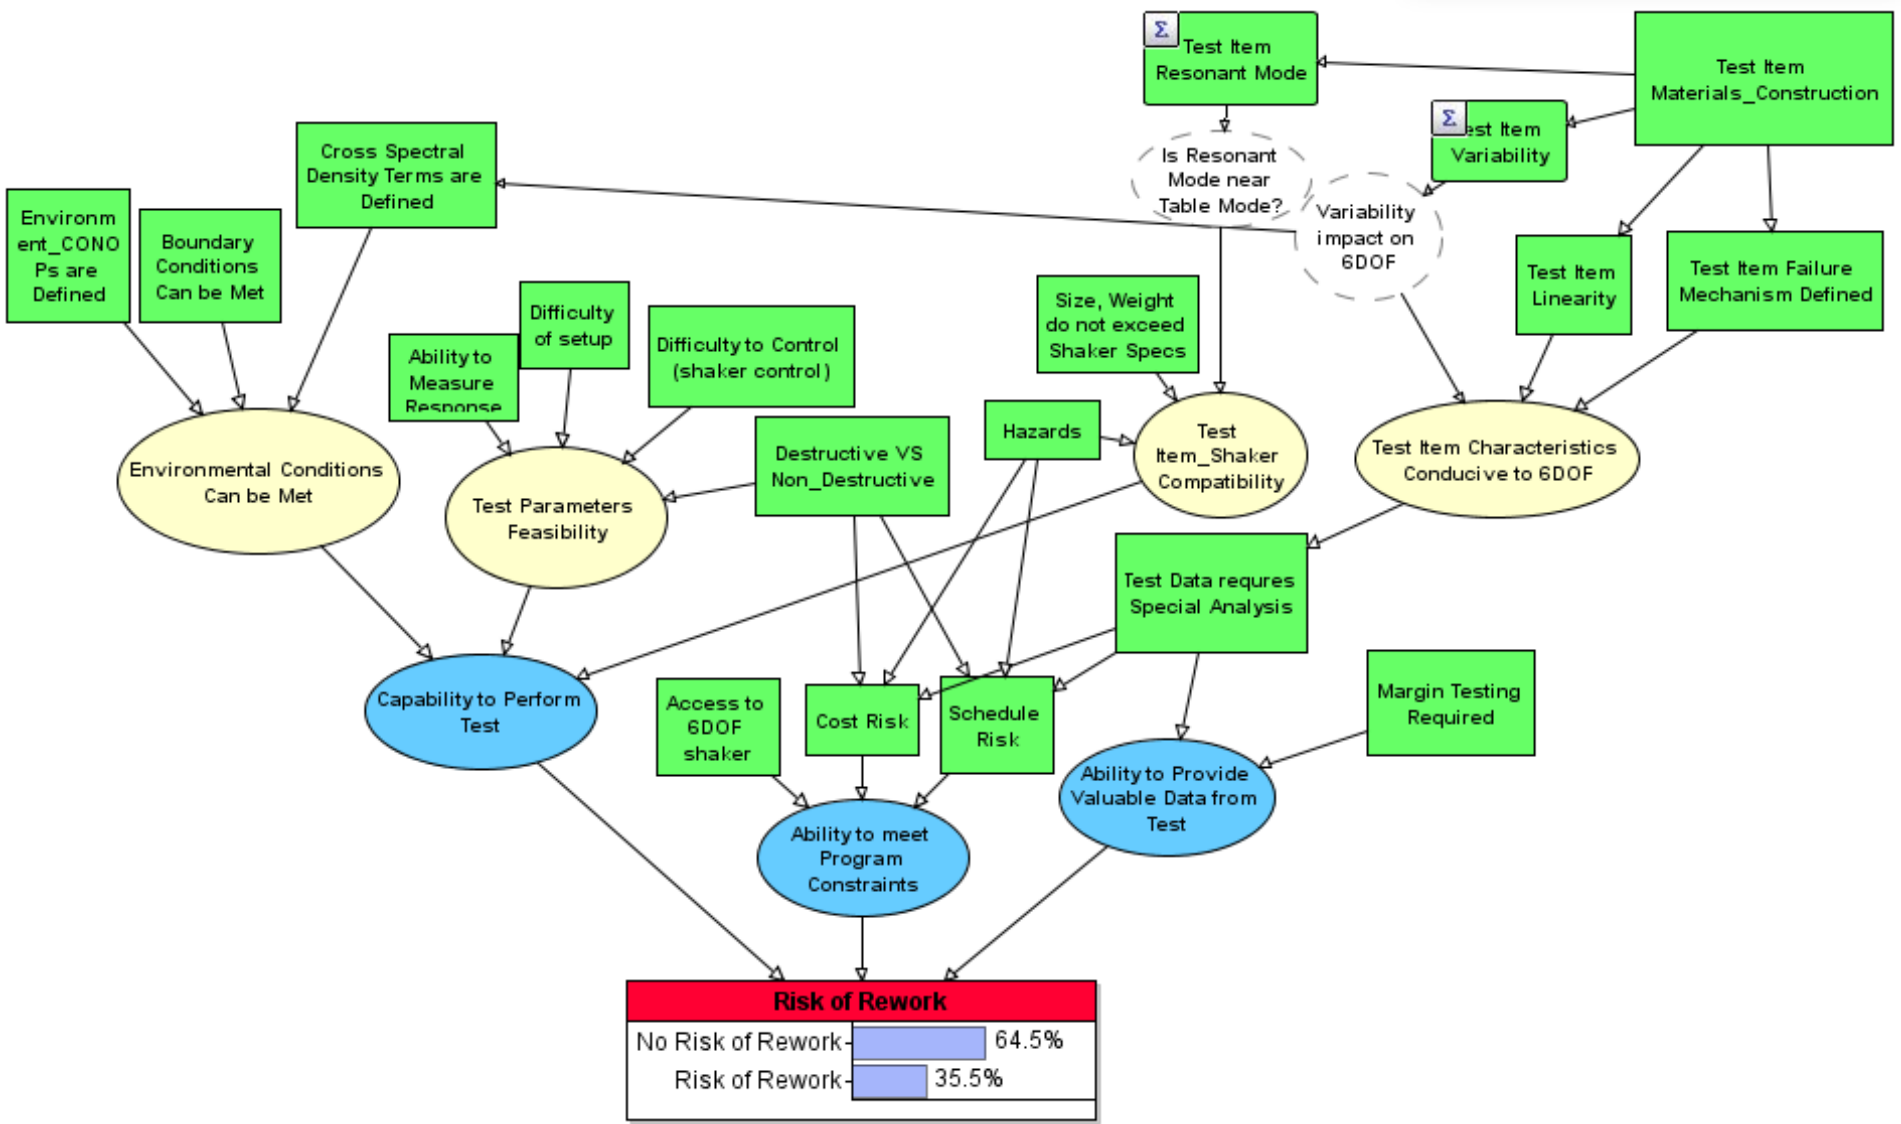 Σ
Test Item
Resonant Mode
Test Item
Materials_Construction
Σ
est Item
Variability
Cross Spectral
Density Terms are
Defined
Is Resonant
Mode near
Table Mode?
Environm
ent_CONO
Ps are
Defined
Boundary
Conditions
Can be Met
Variability
impact on
6DOF
Test Item
Linearity
Test Item Failure
Mechanism Defined
Difficulty
of setup
Size, Weight
do not exceed
Shaker Specs
Ability to
Measure
Response
Difficulty to Control
(shaker control)
Hazards
Destructive VS
Non_Destructive
Test
Item_Shaker
Compatibility
Test Item Characteristics
Conducive to 6DOF
Environmental Conditions
Can be Met
Test Parameters
Feasibility
Test Data requres
Special Analysis
Capability to Perform
Test
Access to
6DOF
shaker
Cost Risk
Schedule
Risk
Margin Testing
Required
Ability to Provide
Valuable Data from
Test
Ability to meet
Program
Constraints
Risk of Rework
No Risk of Rework 64.5%
Risk of Rework 35.5%